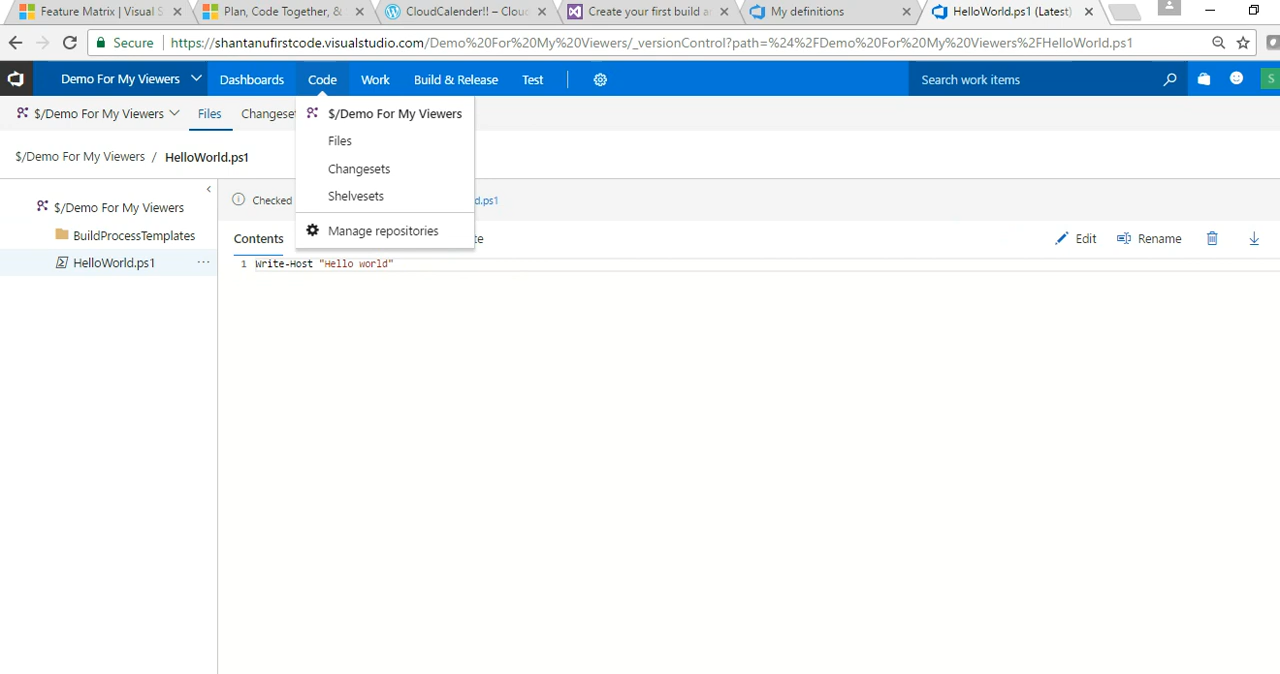 Feature Matrix | Visual S
Plan, Code Together, &
CloudCalender!! – Clou
Create your first build a
My definitions
HelloWorld.ps1 (Latest)
Secure https://shantanufirstcode.visualstudio.com/Demo%20For%20My%20Viewers/_versionControl?path=%24%2FDemo%20For%20My%20Viewers%2FHelloWorld.ps1
Demo For My Viewers Dashboards Code Work Build & Release Test Search work items S
$/Demo For My Viewers Files Changeset
$/Demo For My Viewers
Files
Changesets
Shelvesets
Manage repositories
$/Demo For My Viewers / HelloWorld.ps1
$/Demo For My Viewers
BuildProcessTemplates
HelloWorld.ps1 ...
Checked d.ps1
Contents Edit Rename
1 Write-Host "Hello world"